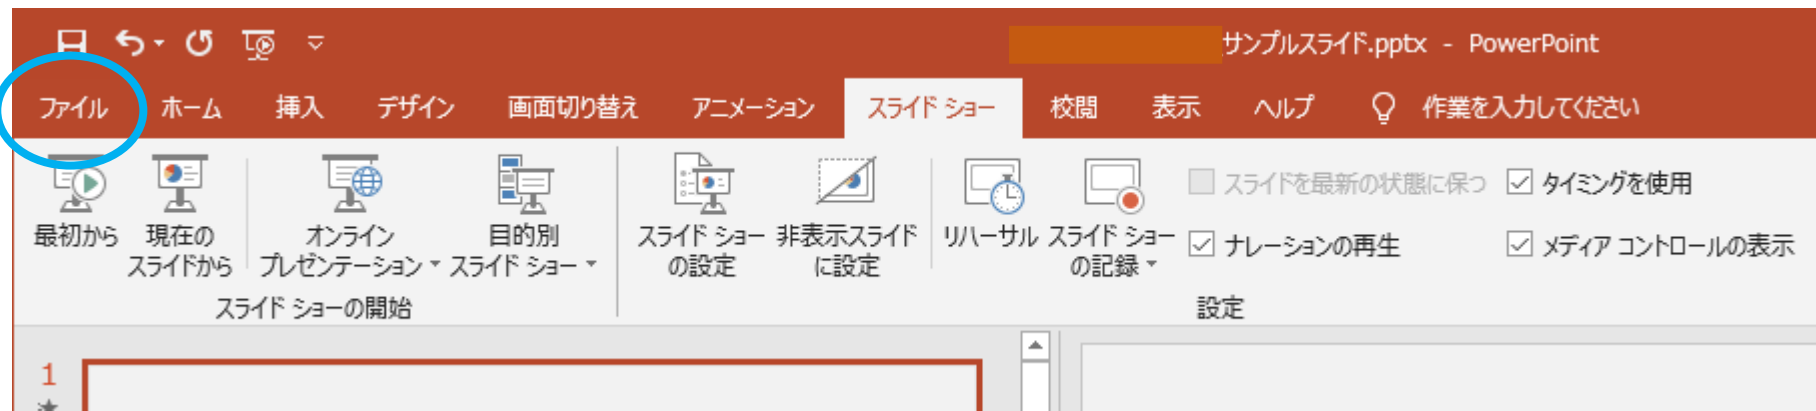 サンプルスライド.pptx - PowerPoint
ファイル ホーム 挿入 デザイン 画面切り替え アニメーション スライド ショー 校閲 表示 ヘルプ 作業を入力してください
最初から
現在の
スライドから
オンライン
プレゼンテーション
目的別
スライド ショー
スライド ショーの開始
スライド ショー
の設定
非表示スライド
に設定
リハーサル
スライド ショー
の記録
スライドを最新の状態に保つ
タイミングを使用
ナレーションの再生
メディア コントロールの表示
設定
1